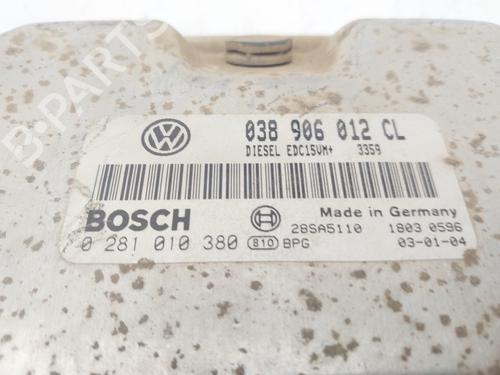 038 906 012 CL
DIESEL EDC15VM+ 3359
BOSCH
Made in Germany
28SA5110 1803 0596
0 281 010 380 810 BPG 03-01-04
B-PARTS